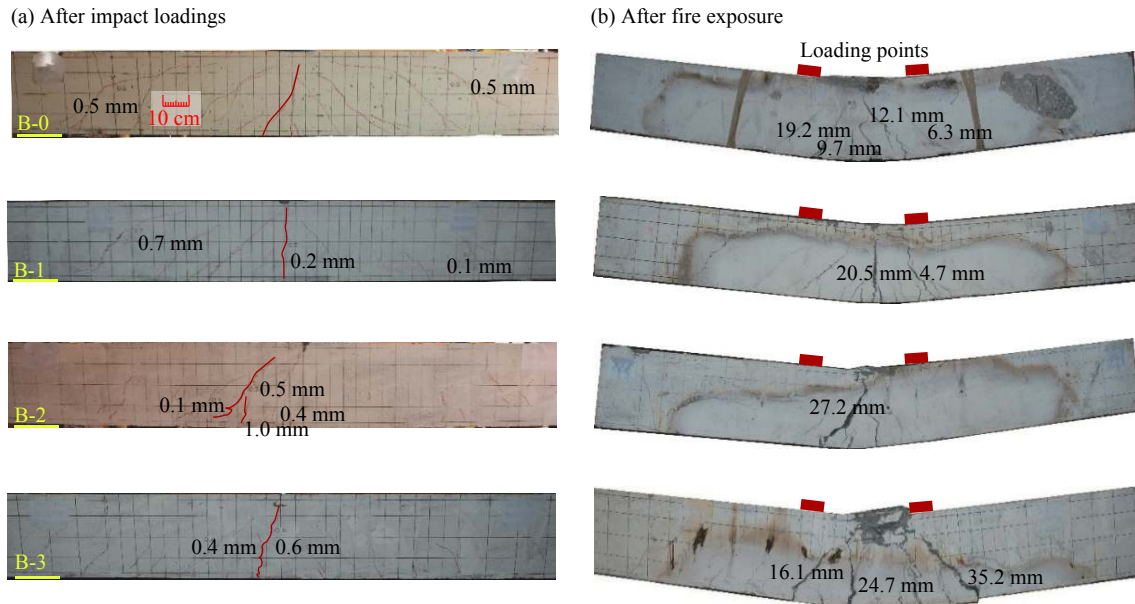 (a) After impact loadings
(b) After fire exposure
0.5 mm
10 cm
0.5 mm
B-0
Loading points
19.2 mm
12.1 mm
9.7 mm
6.3 mm
0.7 mm
0.2 mm
0.1 mm
B-1
20.5 mm
4.7 mm
0.5 mm
0.1 mm
0.4 mm
1.0 mm
B-2
27.2 mm
0.4 mm
0.6 mm
B-3
16.1 mm
24.7 mm
35.2 mm